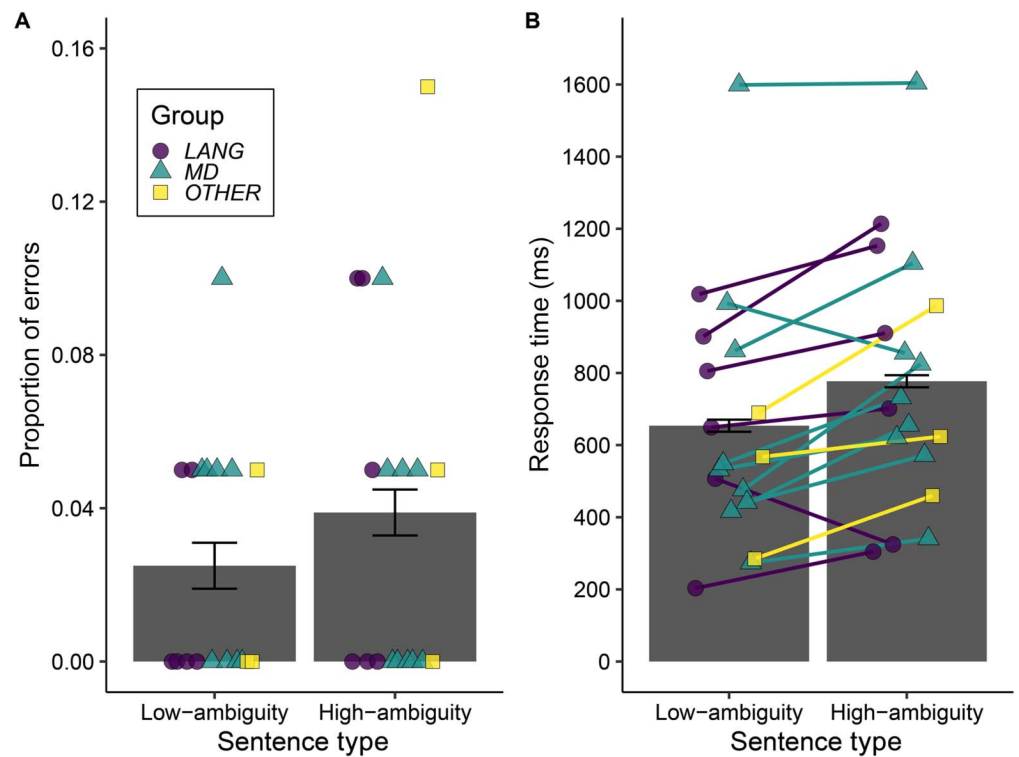 A
Proportion of errors
0.16
0.12
0.08
0.04
0.00
Group
LANG
MD
OTHER
Low−ambiguity
High−ambiguity
Sentence type
B
Response time (ms)
1600
1400
1200
1000
800
600
400
200
0
Low−ambiguity
High−ambiguity
Sentence type